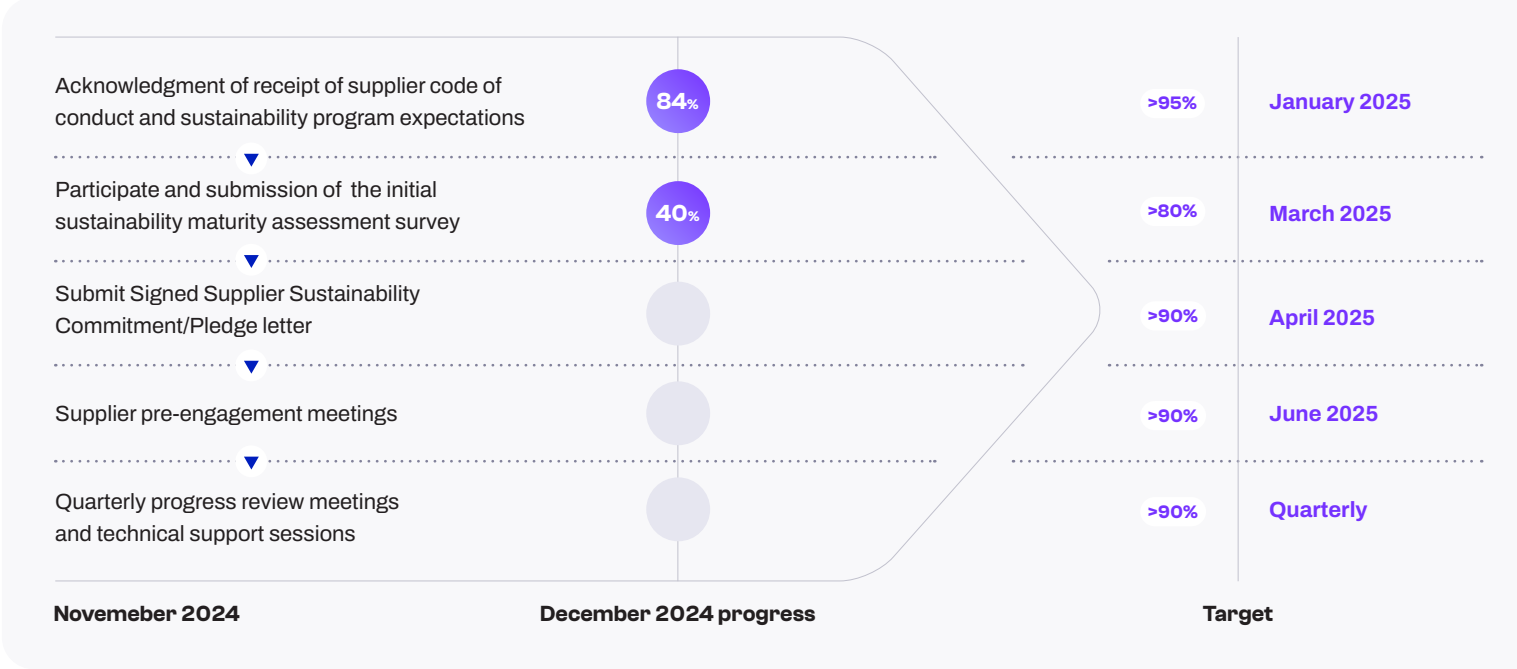 Acknowledgment of receipt of supplier code of
conduct and sustainability program expectations
84%
>95%
January 2025
Participate and submission of  the initial
sustainability maturity assessment survey
40%
>80%
March 2025
Submit Signed Supplier Sustainability
Commitment/Pledge letter
>90%
April 2025
Supplier pre-engagement meetings
>90%
June 2025
Quarterly progress review meetings
and technical support sessions
>90%
Quarterly
Novemeber 2024
December 2024 progress
Target